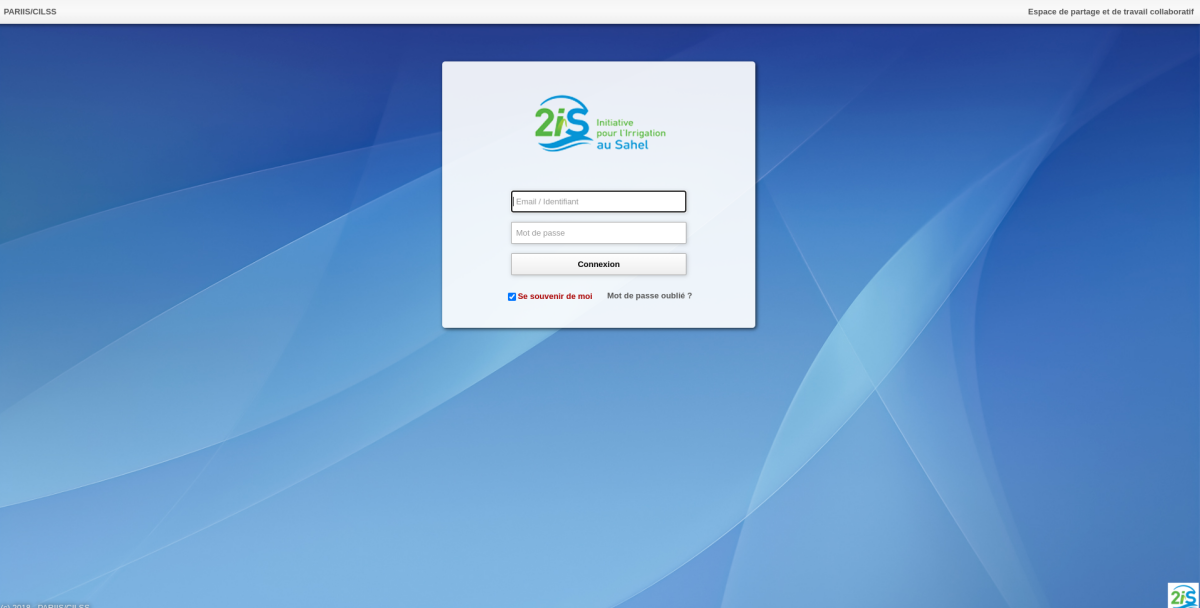 PARIIS/CILSS
Espace de partage et de travail collaboratif
2iS
Initiative
pour l'Irrigation
au Sahel
Email / Identifiant
Mot de passe
Connexion
Se souvenir de moi
Mot de passe oublié ?
(c) 2018 - PARIIS/CILSS
2iS